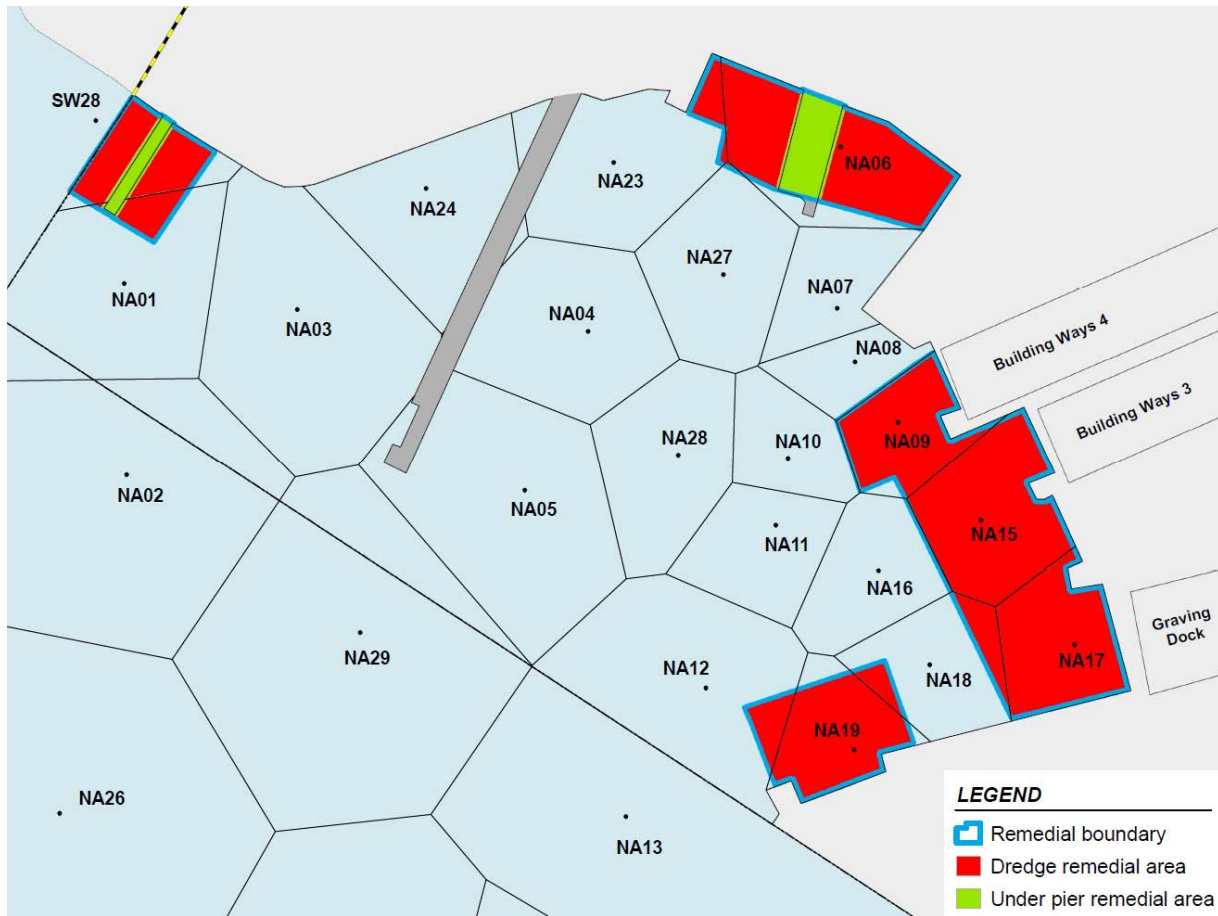 SW28
NA06
NA23
NA24
NA27
NA01
NA03
NA04
NA07
NA08
Building Ways 4
Building Ways 3
NA09
NA10
NA28
NA02
NA05
NA15
NA11
NA16
Graving
Dock
NA29
NA12
NA17
NA18
NA19
NA26
NA13
LEGEND
Remedial boundary
Dredge remedial area
Under pier remedial area